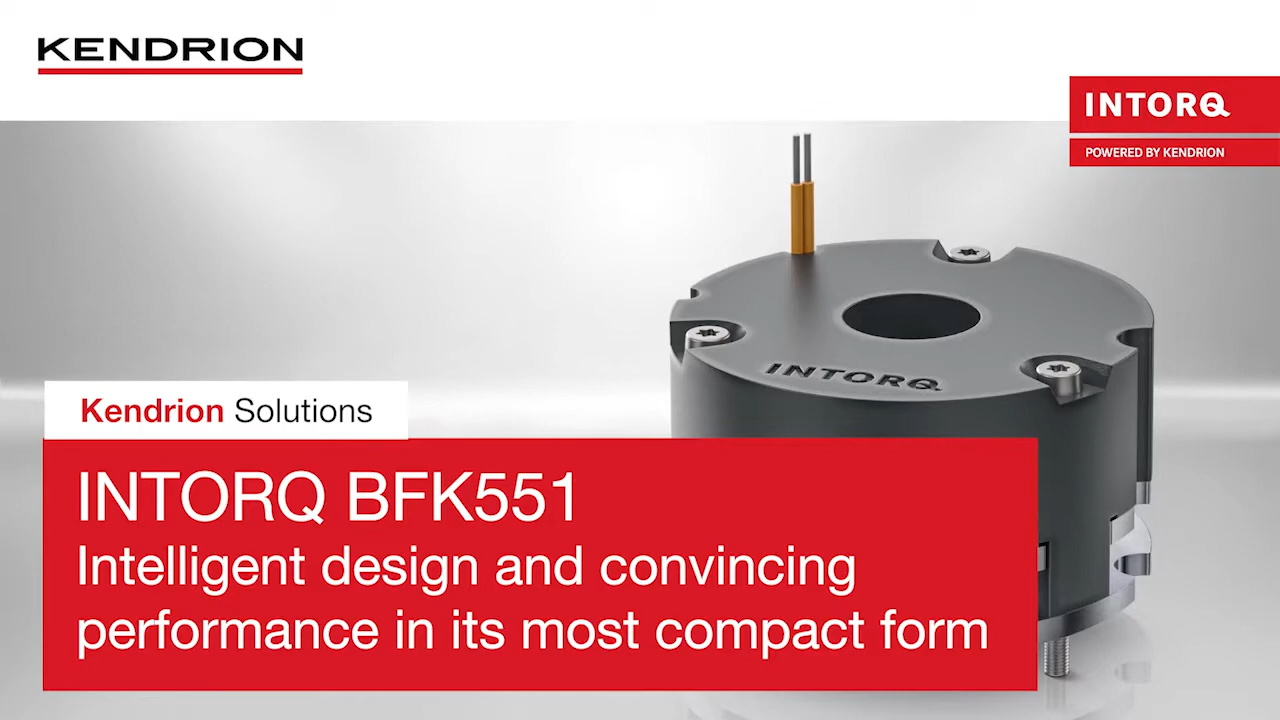 KENDRION
INTORQ
POWERED BY KENDRION
INTORQ
Kendrion Solutions
INTORQ BFK551
Intelligent design and convincing
performance in its most compact form